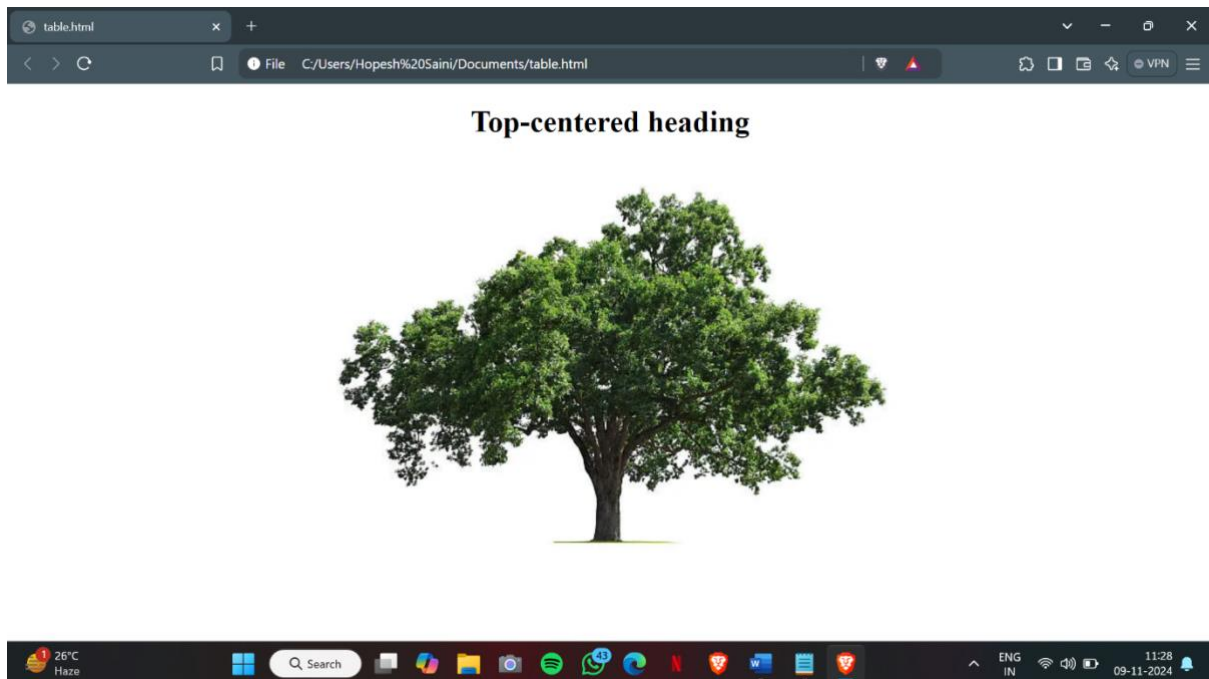 table.html
File C:/Users/Hopesh%20Saini/Documents/table.html
VPN
Top-centered heading
1
26°C
Haze
Search
43
N
W
ENG
IN
11:28
09-11-2024